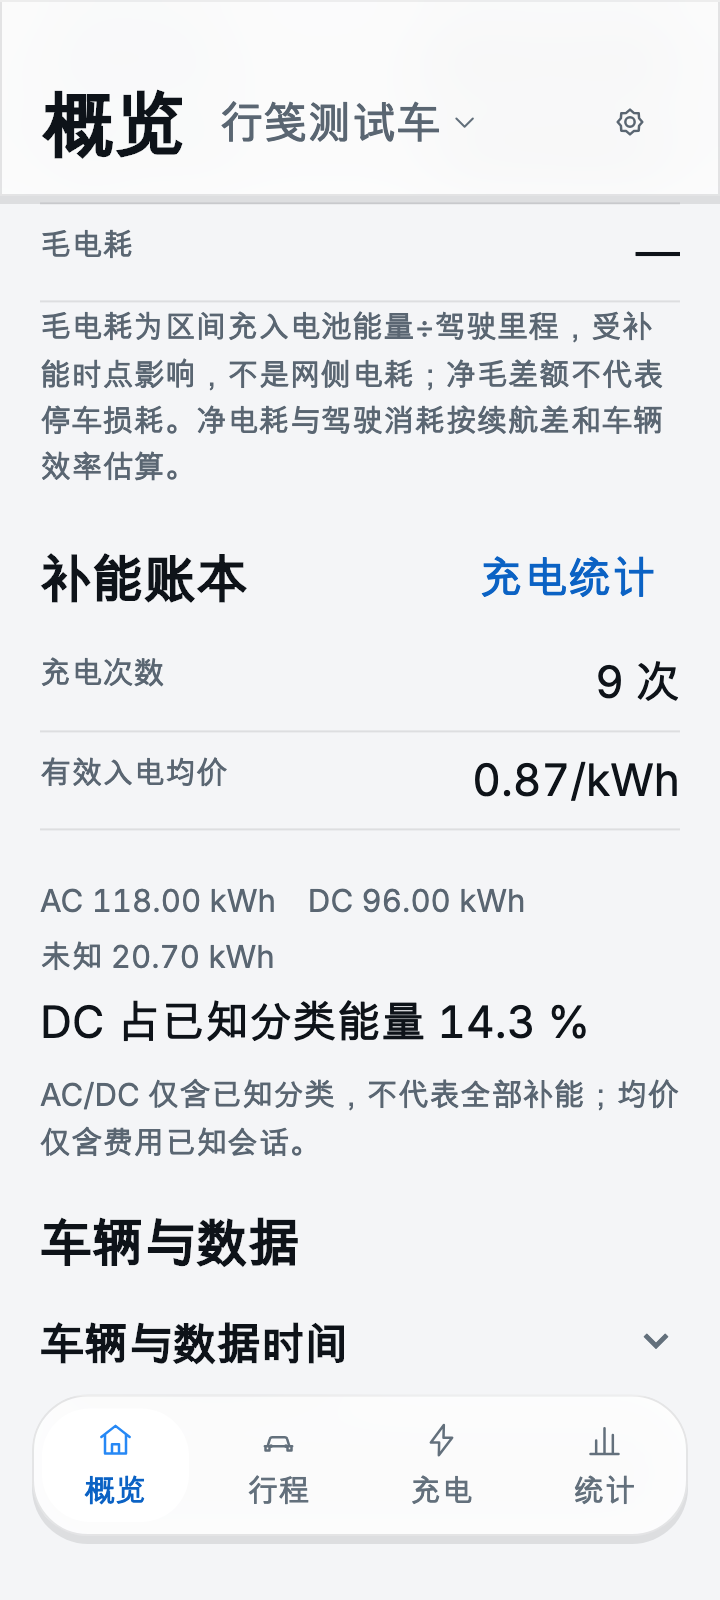 概览 行笺测试车
毛电耗 —
毛电耗为区间充入电池能量÷驾驶里程，受补
能时点影响，不是网侧电耗；净毛差额不代表
停车损耗。净电耗与驾驶消耗按续航差和车辆
效率估算。
补能账本 充电统计
充电次数 9 次
有效入电均价 0.87/kWh
AC 118.00 kWh DC 96.00 kWh
未知 20.70 kWh
DC 占已知分类能量 14.3 %
AC/DC 仅含已知分类，不代表全部补能；均价
仅含费用已知会话。
车辆与数据
车辆与数据时间
概览 行程 充电 统计